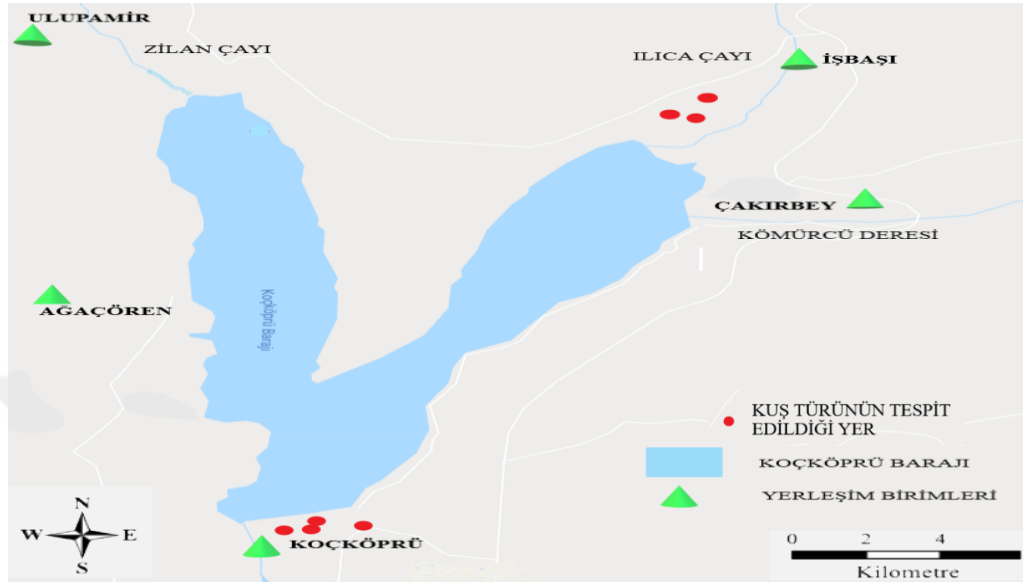 ULUPAMİR
ZİLAN ÇAYI
ILICA ÇAYI
İŞBAŞI
ÇAKIRBEY
KÖMÜRCÜ DERESİ
AĞAÇÖREN
Koçköprü Barajı
KUŞ TÜRÜNÜN TESPİT
EDİLDİĞİ YER
KOÇKÖPRÜ BARAJI
YERLEŞİM BİRİMLERİ
KOÇKÖPRÜ
N
W E
S
0 2 4
Kilometre